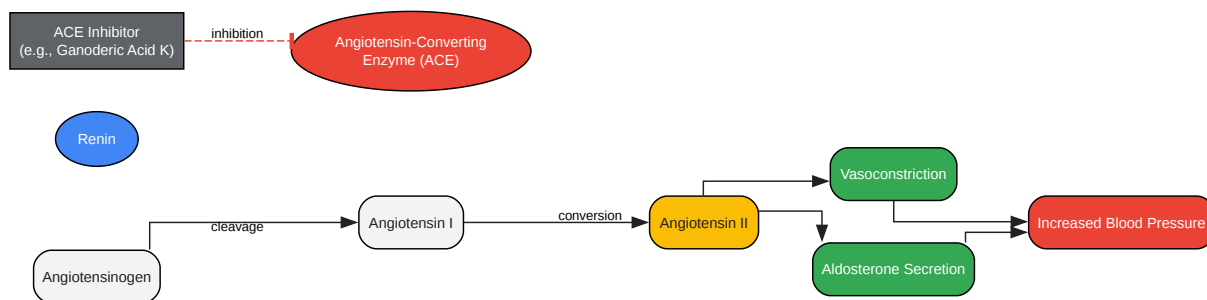 ACE Inhibitor
(e.g., Ganoderic Acid K)
inhibition
Angiotensin-Converting
Enzyme (ACE)
Renin
Vasoconstriction
Angiotensin I
conversion
Angiotensin II
Increased Blood Pressure
cleavage
Angiotensinogen
Aldosterone Secretion